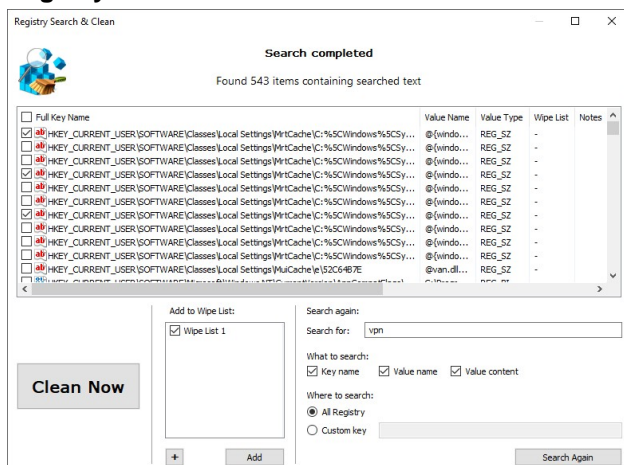 Registry Search & Clean
Search completed
Found 543 items containing searched text
Full Key Name Value Name Value Type Wipe List Notes
HKEY_CURRENT_USER\SOFTWARE\Classes\Local Settings\MrtCache\C:%5CWindows%5CSy... @{windo... REG_SZ -
HKEY_CURRENT_USER\SOFTWARE\Classes\Local Settings\MrtCache\C:%5CWindows%5CSy... @{windo... REG_SZ -
HKEY_CURRENT_USER\SOFTWARE\Classes\Local Settings\MrtCache\C:%5CWindows%5CSy... @{windo... REG_SZ -
HKEY_CURRENT_USER\SOFTWARE\Classes\Local Settings\MrtCache\C:%5CWindows%5CSy... @{windo... REG_SZ -
HKEY_CURRENT_USER\SOFTWARE\Classes\Local Settings\MrtCache\C:%5CWindows%5CSy... @{windo... REG_SZ -
HKEY_CURRENT_USER\SOFTWARE\Classes\Local Settings\MrtCache\C:%5CWindows%5CSy... @{windo... REG_SZ -
HKEY_CURRENT_USER\SOFTWARE\Classes\Local Settings\MrtCache\C:%5CWindows%5CSy... @{windo... REG_SZ -
HKEY_CURRENT_USER\SOFTWARE\Classes\Local Settings\MrtCache\C:%5CWindows%5CSy... @{windo... REG_SZ -
HKEY_CURRENT_USER\SOFTWARE\Classes\Local Settings\MrtCache\C:%5CWindows%5CSy... @{windo... REG_SZ -
HKEY_CURRENT_USER\SOFTWARE\Classes\Local Settings\MrtCache\C:%5CWindows%5CSy... @{windo... REG_SZ -
HKEY_CURRENT_USER\SOFTWARE\Classes\Local Settings\MuiCache\e\52C64B7E @van.dll... REG_SZ -
Add to Wipe List:
Wipe List 1
+ Add
Clean Now
Search again:
Search for: vpn
What to search:
Key name Value name Value content
Where to search:
All Registry
Custom key
Search Again